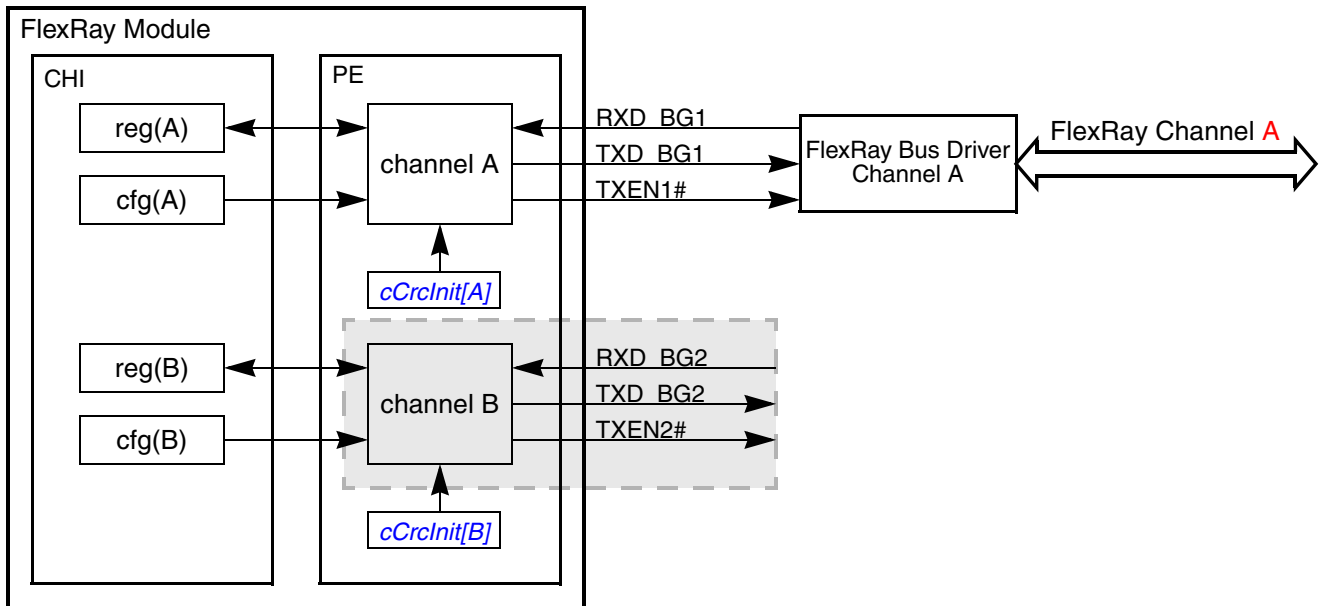 FlexRay Module
CHI
PE
reg(A)
channel A
cfg(A)
cCrcInit[A]
RXD_BG1
TXD_BG1
TXEN1#
FlexRay Bus Driver
Channel A
FlexRay Channel A
reg(B)
channel B
cfg(B)
cCrcInit[B]
RXD_BG2
TXD_BG2
TXEN2#